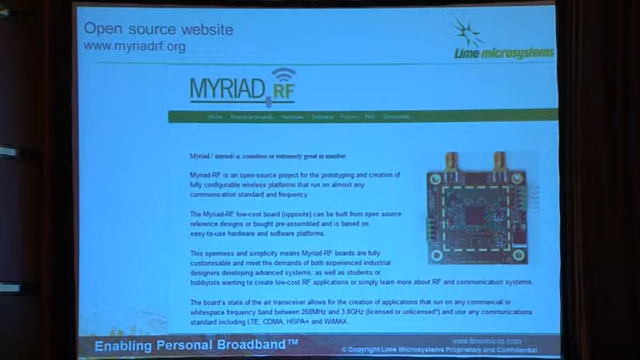 Open source website
www.myriadrf.org
Lime microsystems
MYRIAD RF
Home Example projects Hardware Software Forum FAQ Downloads
Myriad / miriad/ a. countless or extremely great in number
Myriad-RF is an open-source project for the prototyping and creation of
fully configurable wireless platforms that run on almost any
communication standard and frequency.
The Myriad-RF low-cost board (opposite) can be built from open source
reference designs or bought pre-assembled and is based on
easy-to-use hardware and software platforms.
This openness and simplicity means Myriad-RF boards are fully
customisable and meet the demands of both experienced industrial
designers developing advanced systems; as well as students or
hobbyists wanting to create low-cost RF applications or simply learn more about RF and communication systems.
The board's state of the art transceiver allows for the creation of applications that run on any commercial or
whitespace frequency band between 260MHz and 3.8GHz (licensed or unlicensed*) and use any communications
standard including LTE, CDMA, HSPA+ and WiMAX.
Enabling Personal Broadband™
www.limemicro.com
© Copyright Lime Microsystems Proprietary and Confidential